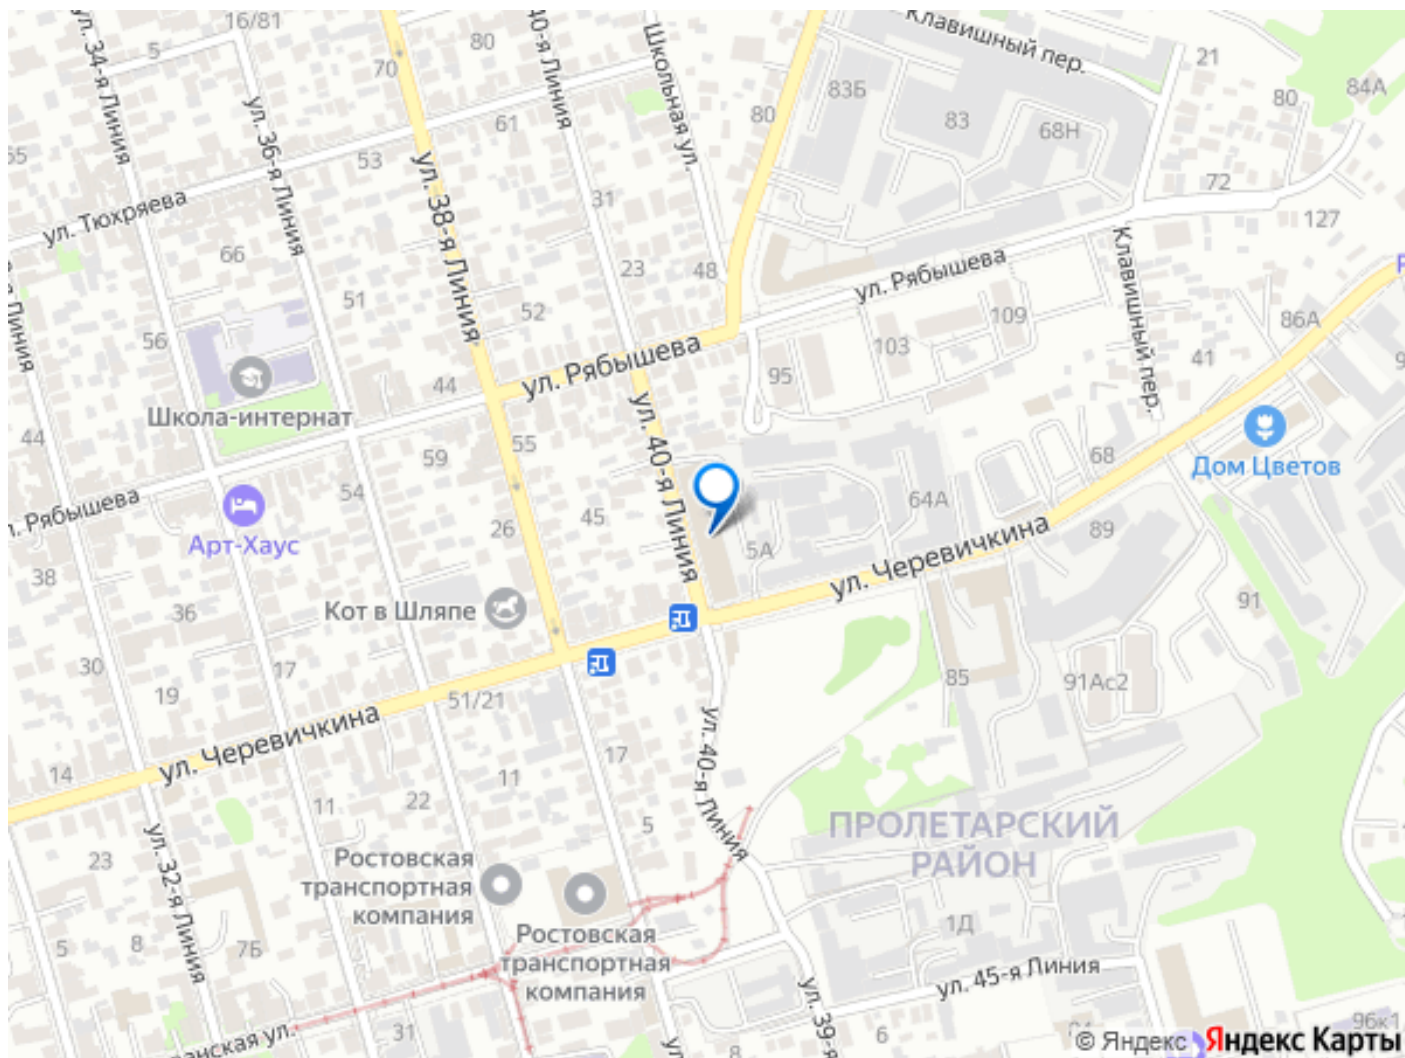 16/81
5
ул. 34-я Линия
80
40-я Линия
70
Школьная ул.
Клавишный пер.
21
84А
83Б
83
68Н
80
80
ул. 36-я Линия
61
53
ул. 38-я Линия
72
ул. Тюхряева
31
127
66
48
23
ул. Рябышева
Клавишный пер.
51
52
109
86А
56
103
41
ул. Рябышева
44
95
Школа-интернат
ул. 40-я Линия
44
55
59
68
Дом Цветов
54
64А
Рябышева
45
26
Арт-Хаус
5А
89
ул. Черевичкина
38
36
Кот в Шляпе
91
30
17
19
51/21
85
91Ас2
ул. Черевичкина
ул. 40-я Линия
14
17
11
11
22
5
ПРОЛЕТАРСКИЙ
РАЙОН
ул. 32-я Линия
23
Ростовская
транспортная
компания
5
8
7Б
Ростовская
транспортная
компания
1Д
ул. 45-я Линия
ул. 39-я
31
6
8
96к1
© Яндекс Яндекс Карты